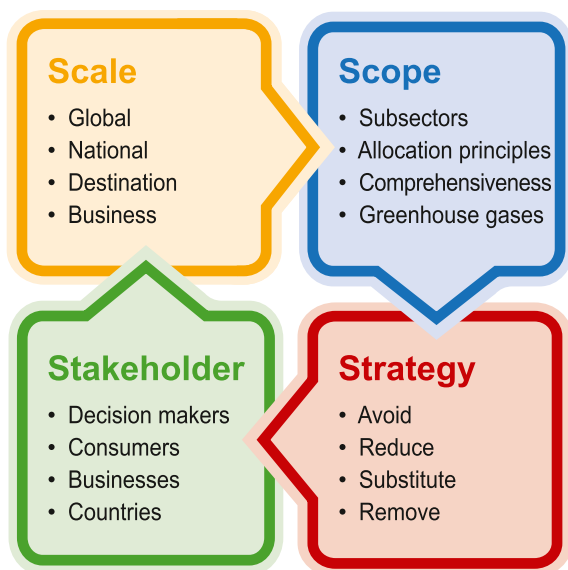 Scale
• Global
• National
• Destination
• Business
Scope
• Subsectors
• Allocation principles
• Comprehensiveness
• Greenhouse gases
Stakeholder
• Decision makers
• Consumers
• Businesses
• Countries
Strategy
• Avoid
• Reduce
• Substitute
• Remove